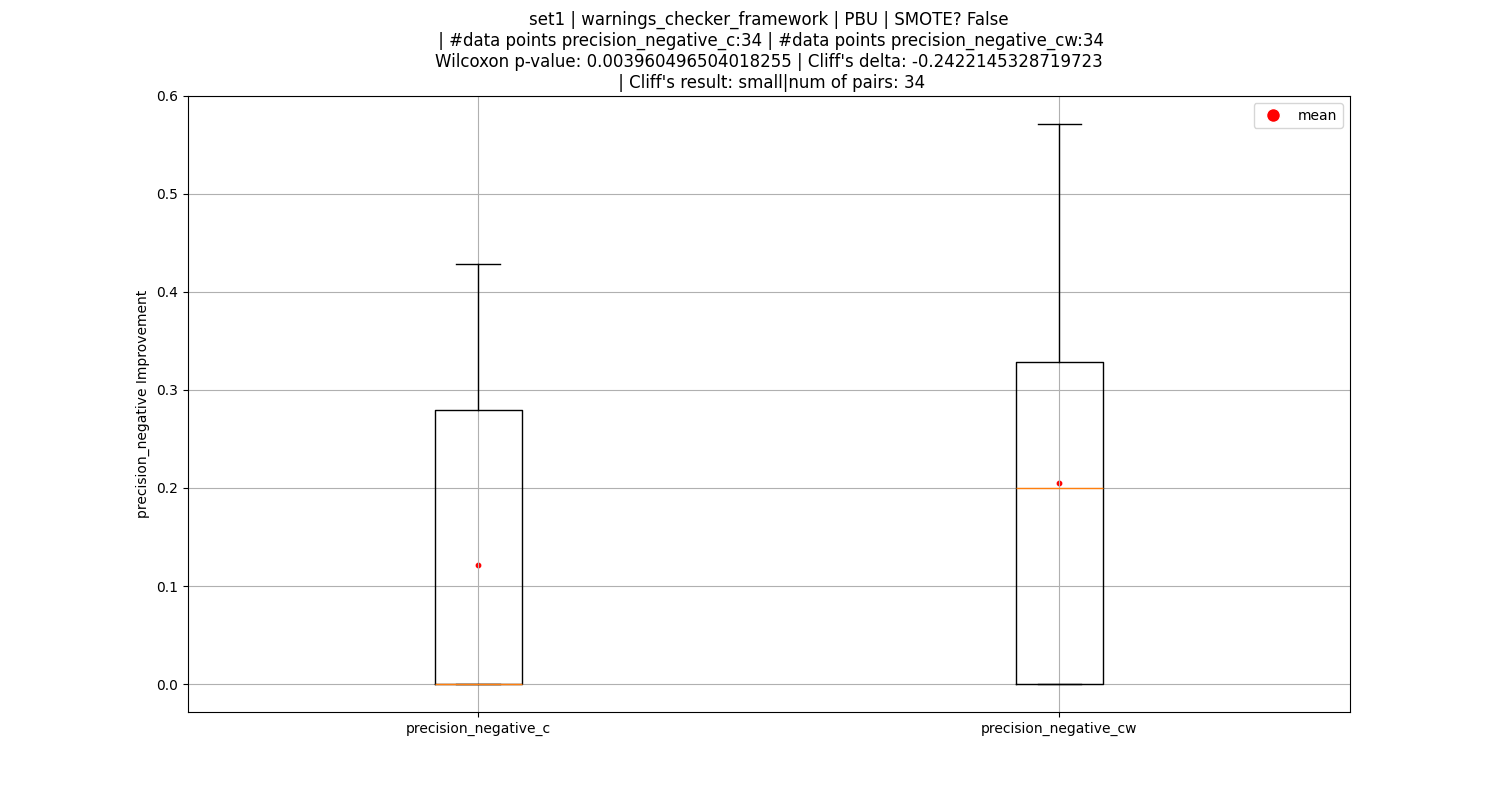 set1 | warnings_checker_framework | PBU | SMOTE? False
| #data points precision_negative_c:34 | #data points precision_negative_cw:34
Wilcoxon p-value: 0.003960496504018255 | Cliff's delta: -0.2422145328719723
| Cliff's result: small|num of pairs: 34
mean
0.6
0.5
0.4
0.3
0.2
0.1
0.0
precision_negative Improvement
precision_negative_c
precision_negative_cw